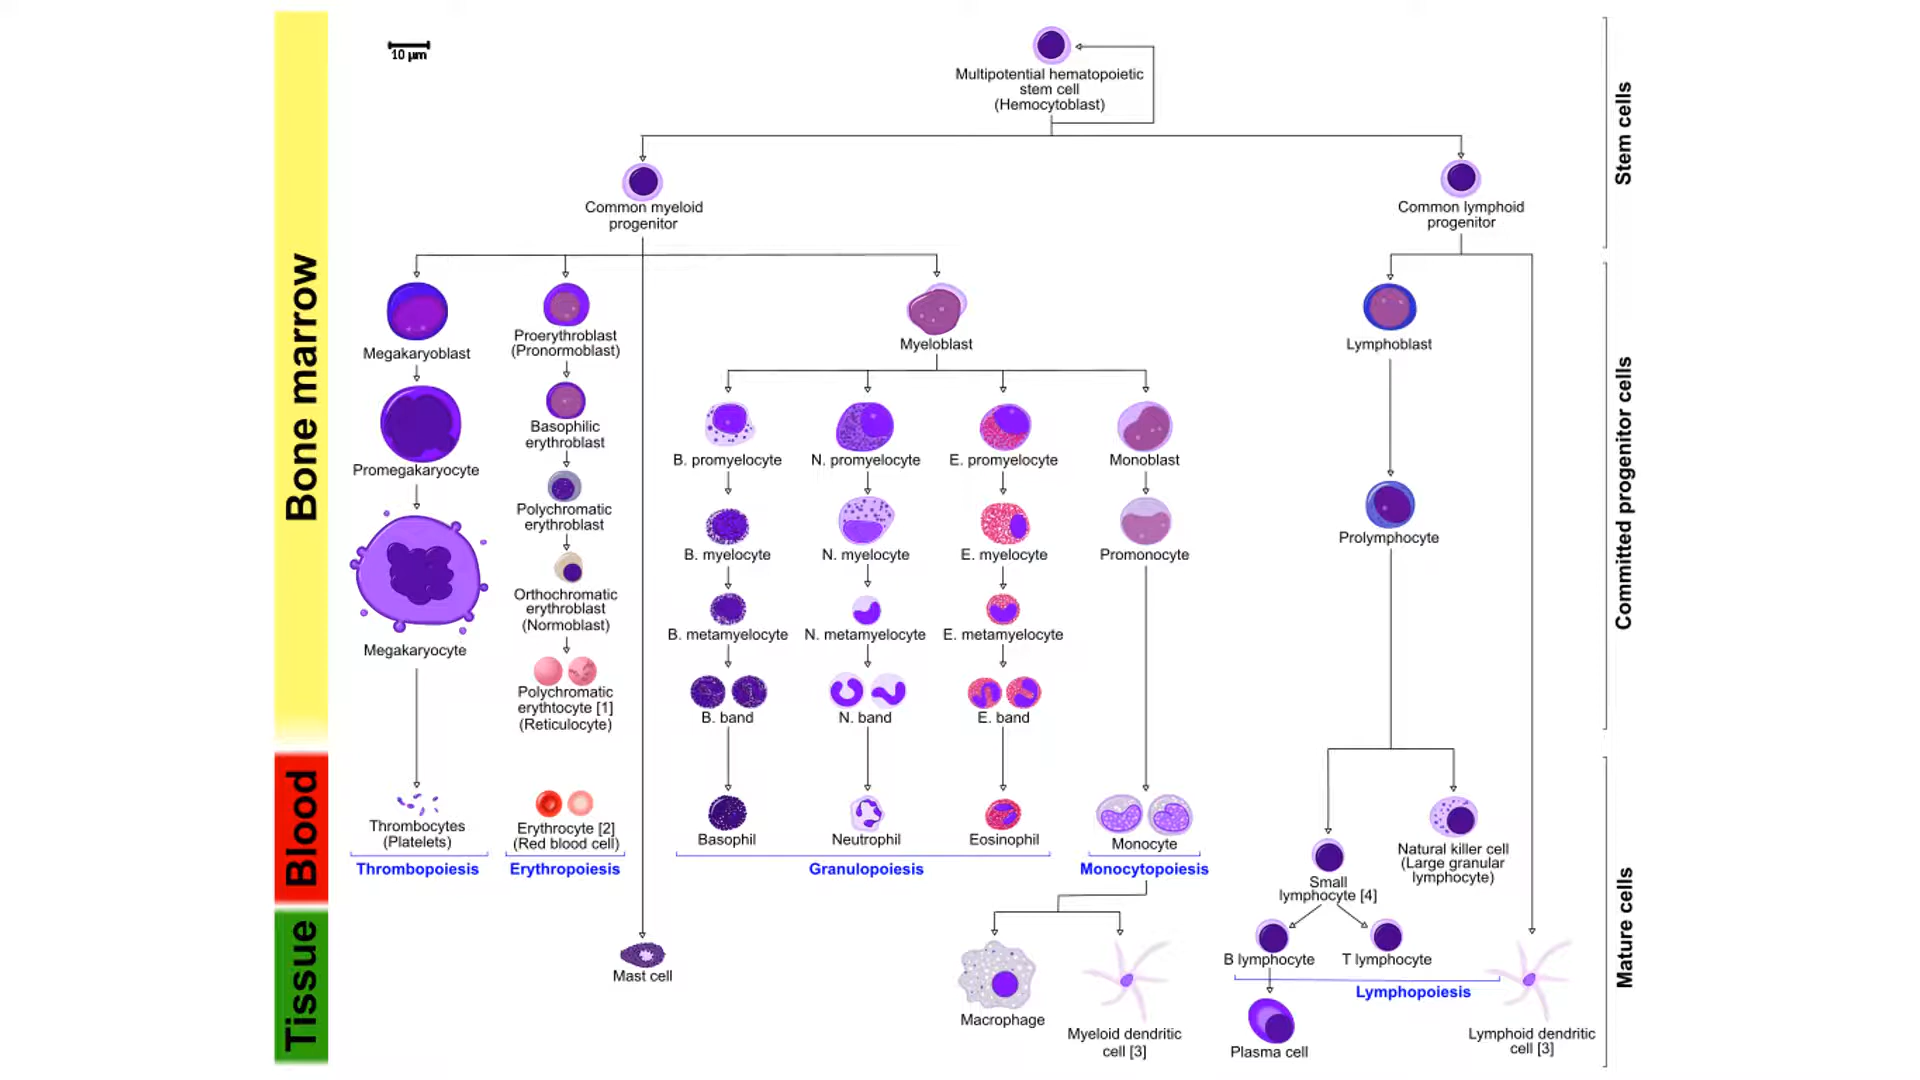 10 µm
Multipotential hematopoietic
stem cell
(Hemocytoblast)
Common myeloid
progenitor
Common lymphoid
progenitor
Megakaryoblast
Proerythroblast
(Pronormoblast)
Myeloblast
Lymphoblast
Promegakaryocyte
Basophilic
erythroblast
B. promyelocyte
N. promyelocyte
E. promyelocyte
Monoblast
Polychromatic
erythroblast
B. myelocyte
N. myelocyte
E. myelocyte
Promonocyte
Prolymphocyte
Megakaryocyte
Orthochromatic
erythroblast
(Normoblast)
B. metamyelocyte
N. metamyelocyte
E. metamyelocyte
Polychromatic
erythtocyte [1]
(Reticulocyte)
B. band
N. band
E. band
Thrombocytes
(Platelets)
Erythrocyte [2]
(Red blood cell)
Basophil
Neutrophil
Eosinophil
Monocyte
Natural killer cell
(Large granular
lymphocyte)
Small
lymphocyte [4]
Thrombopoiesis
Erythropoiesis
Granulopoiesis
Monocytopoiesis
B lymphocyte
T lymphocyte
Lymphopoiesis
Mast cell
Macrophage
Myeloid dendritic
cell [3]
Plasma cell
Lymphoid dendritic
cell [3]
Bone marrow
Blood
Tissue
Stem cells
Committed progenitor cells
Mature cells